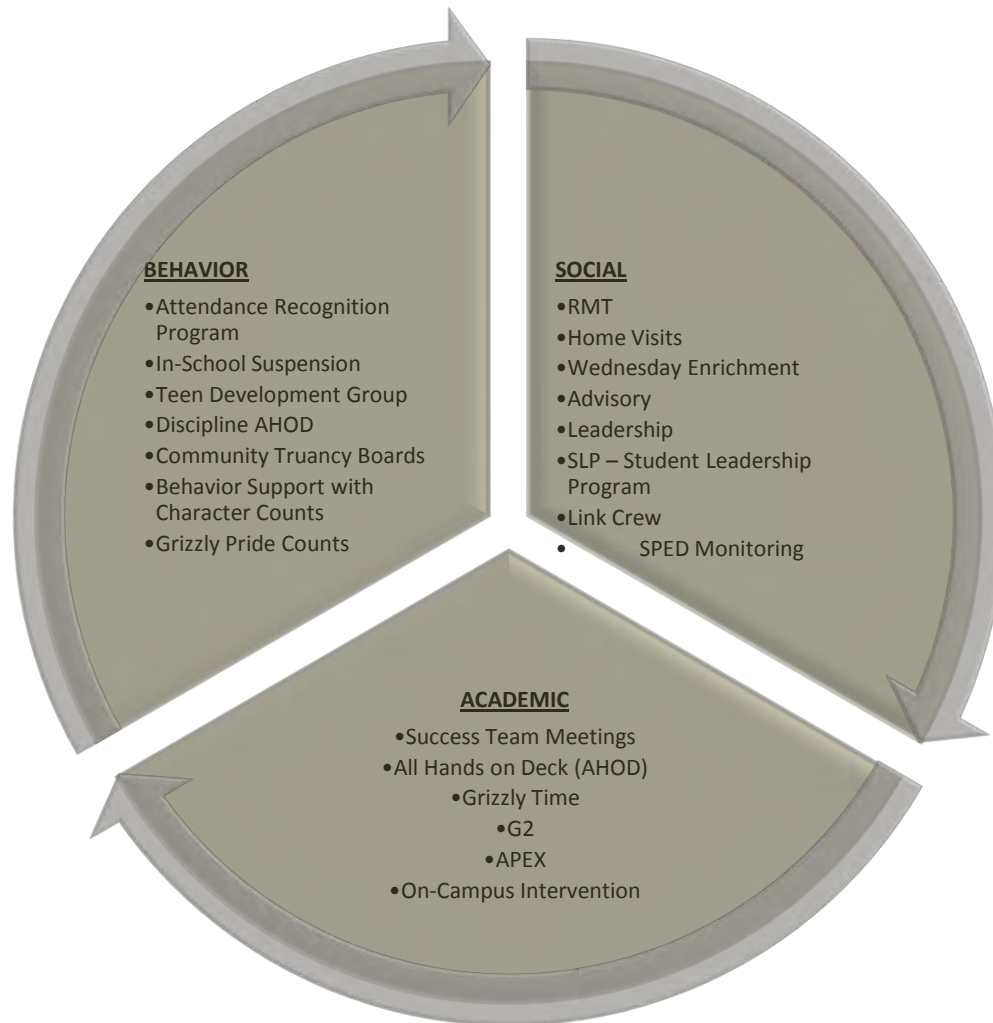 BEHAVIOR
•Attendance Recognition
Program
•In-School Suspension
•Teen Development Group
•Discipline AHOD
•Community Truancy Boards
•Behavior Support with
Character Counts
•Grizzly Pride Counts
SOCIAL
•RMT
•Home Visits
•Wednesday Enrichment
•Advisory
•Leadership
•SLP – Student Leadership
Program
•Link Crew
• SPED Monitoring
ACADEMIC
•Success Team Meetings
•All Hands on Deck (AHOD)
•Grizzly Time
•G2
•APEX
•On-Campus Intervention